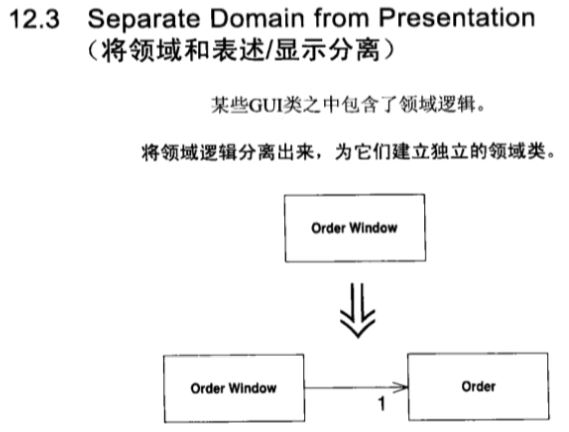 12.3 Separate Domain from Presentation
（将领域和表述/显示分离）
某些GUI类之中包含了领域逻辑。
将领域逻辑分离出来，为它们建立独立的领域类。
Order Window
Order Window
1
Order